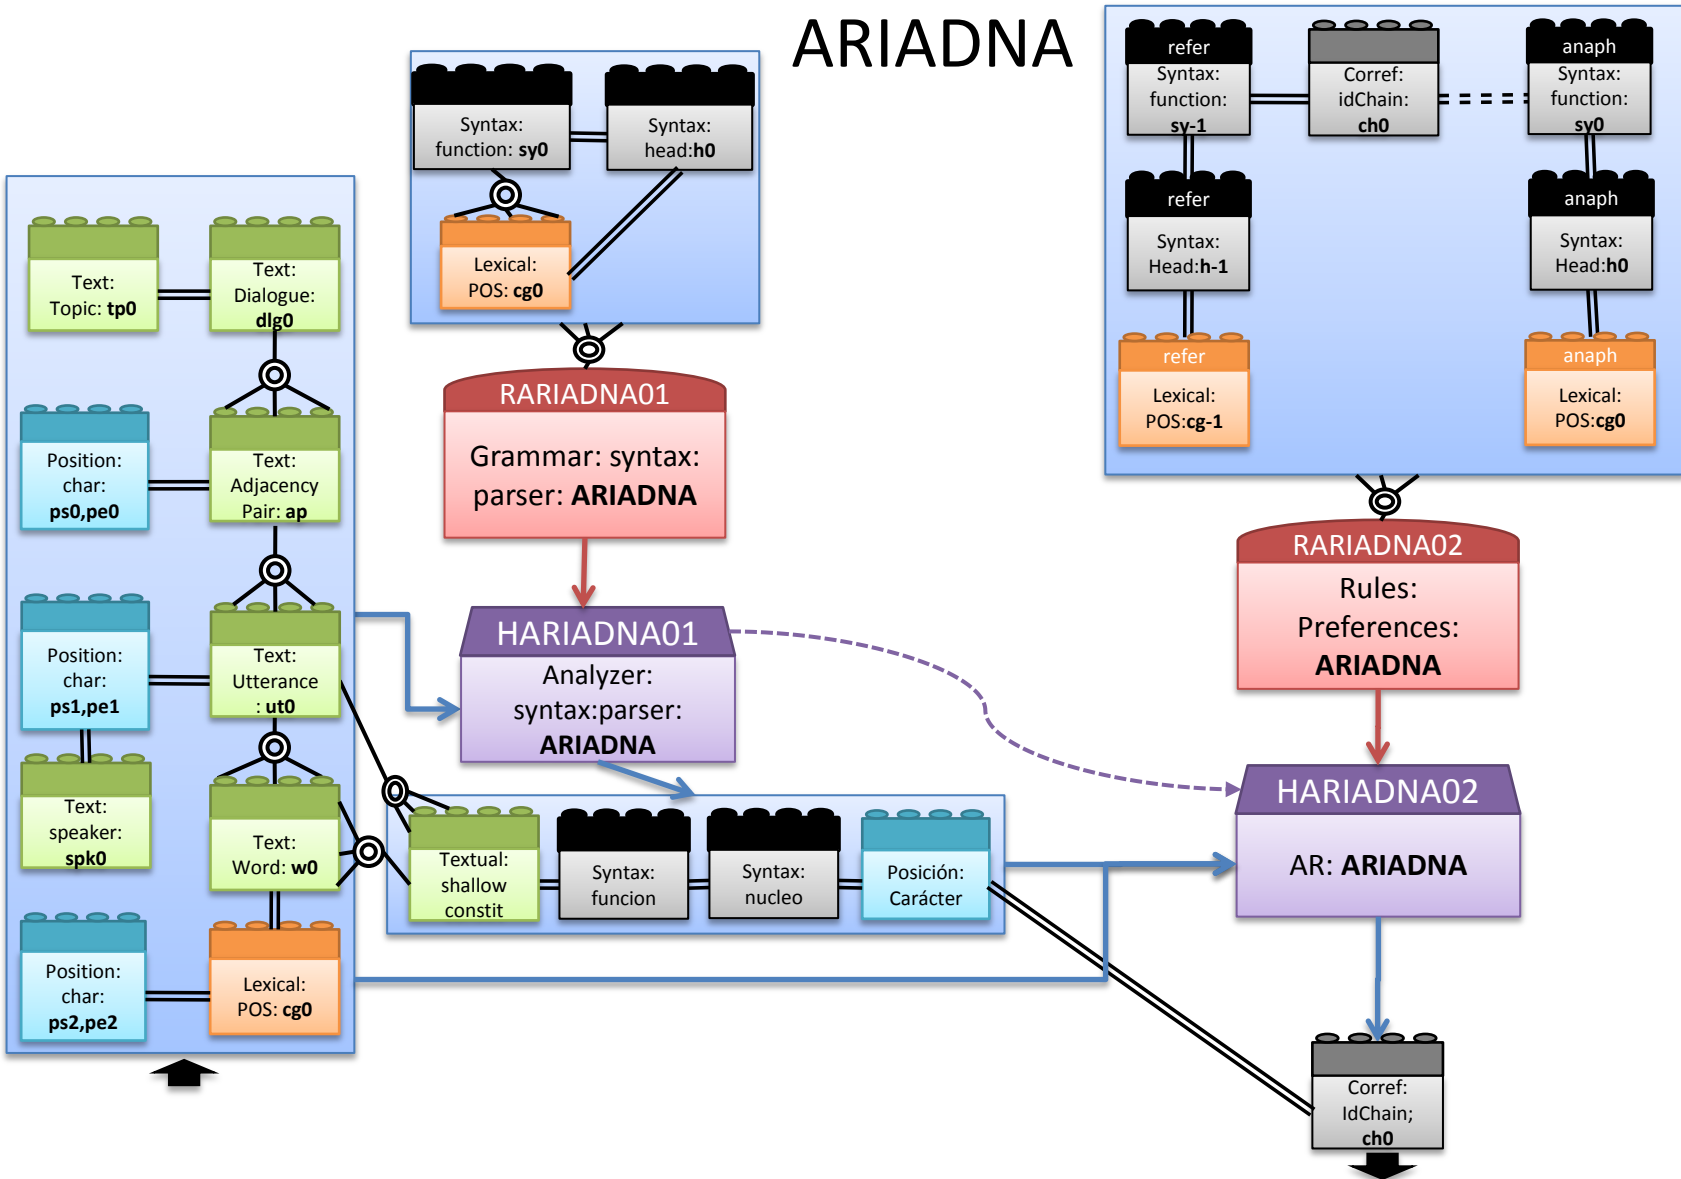 ARIADNA
Syntax:
function: sy0
Syntax:
head:h0
Lexical:
POS: cg0
refer
Syntax:
function:
sy-1
Corref:
idChain:
ch0
anaph
Syntax:
function:
sy0
refer
Syntax:
Head:h-1
anaph
Syntax:
Head:h0
refer
Lexical:
POS:cg-1
anaph
Lexical:
POS:cg0
Text:
Topic: tp0
Text:
Dialogue:
dlg0
Position:
char:
ps0,pe0
Text:
Adjacency
Pair: ap
Position:
char:
ps1,pe1
Text:
Utterance
: ut0
Text:
speaker:
spk0
Text:
Word: w0
Position:
char:
ps2,pe2
Lexical:
POS: cg0
RARIADNA01
Grammar: syntax:
parser: ARIADNA
HARIADNA01
Analyzer:
syntax:parser:
ARIADNA
RARIADNA02
Rules:
Preferences:
ARIADNA
HARIADNA02
AR: ARIADNA
Textual:
shallow
constit
Syntax:
funcion
Syntax:
nucleo
Posición:
Carácter
Corref:
IdChain;
ch0